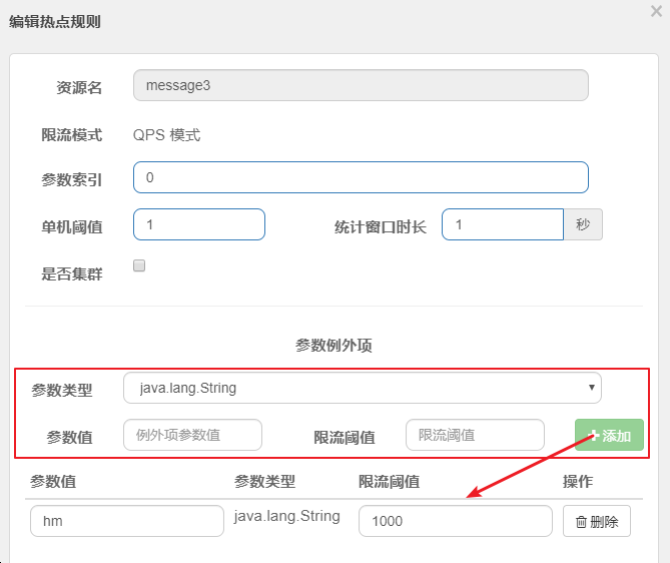 编辑热点规则 ×
资源名 message3
限流模式 QPS 模式
参数索引 0
单机阈值 1 统计窗口时长 1 秒
是否集群
参数例外项
参数类型 java.lang.String
参数值 例外项参数值 限流阈值 限流阈值 +添加
参数值 参数类型 限流阈值 操作
hm java.lang.String 1000 删除